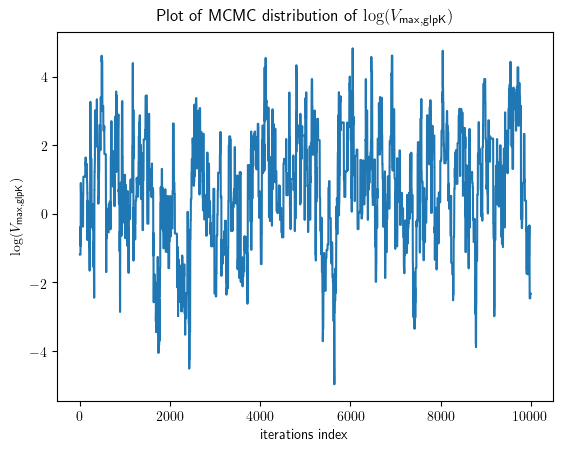 Plot of MCMC distribution of log(V_max,glpK)
log(V_max,glpK)
4
2
0
−2
−4
0 2000 4000 6000 8000 10000
iterations index